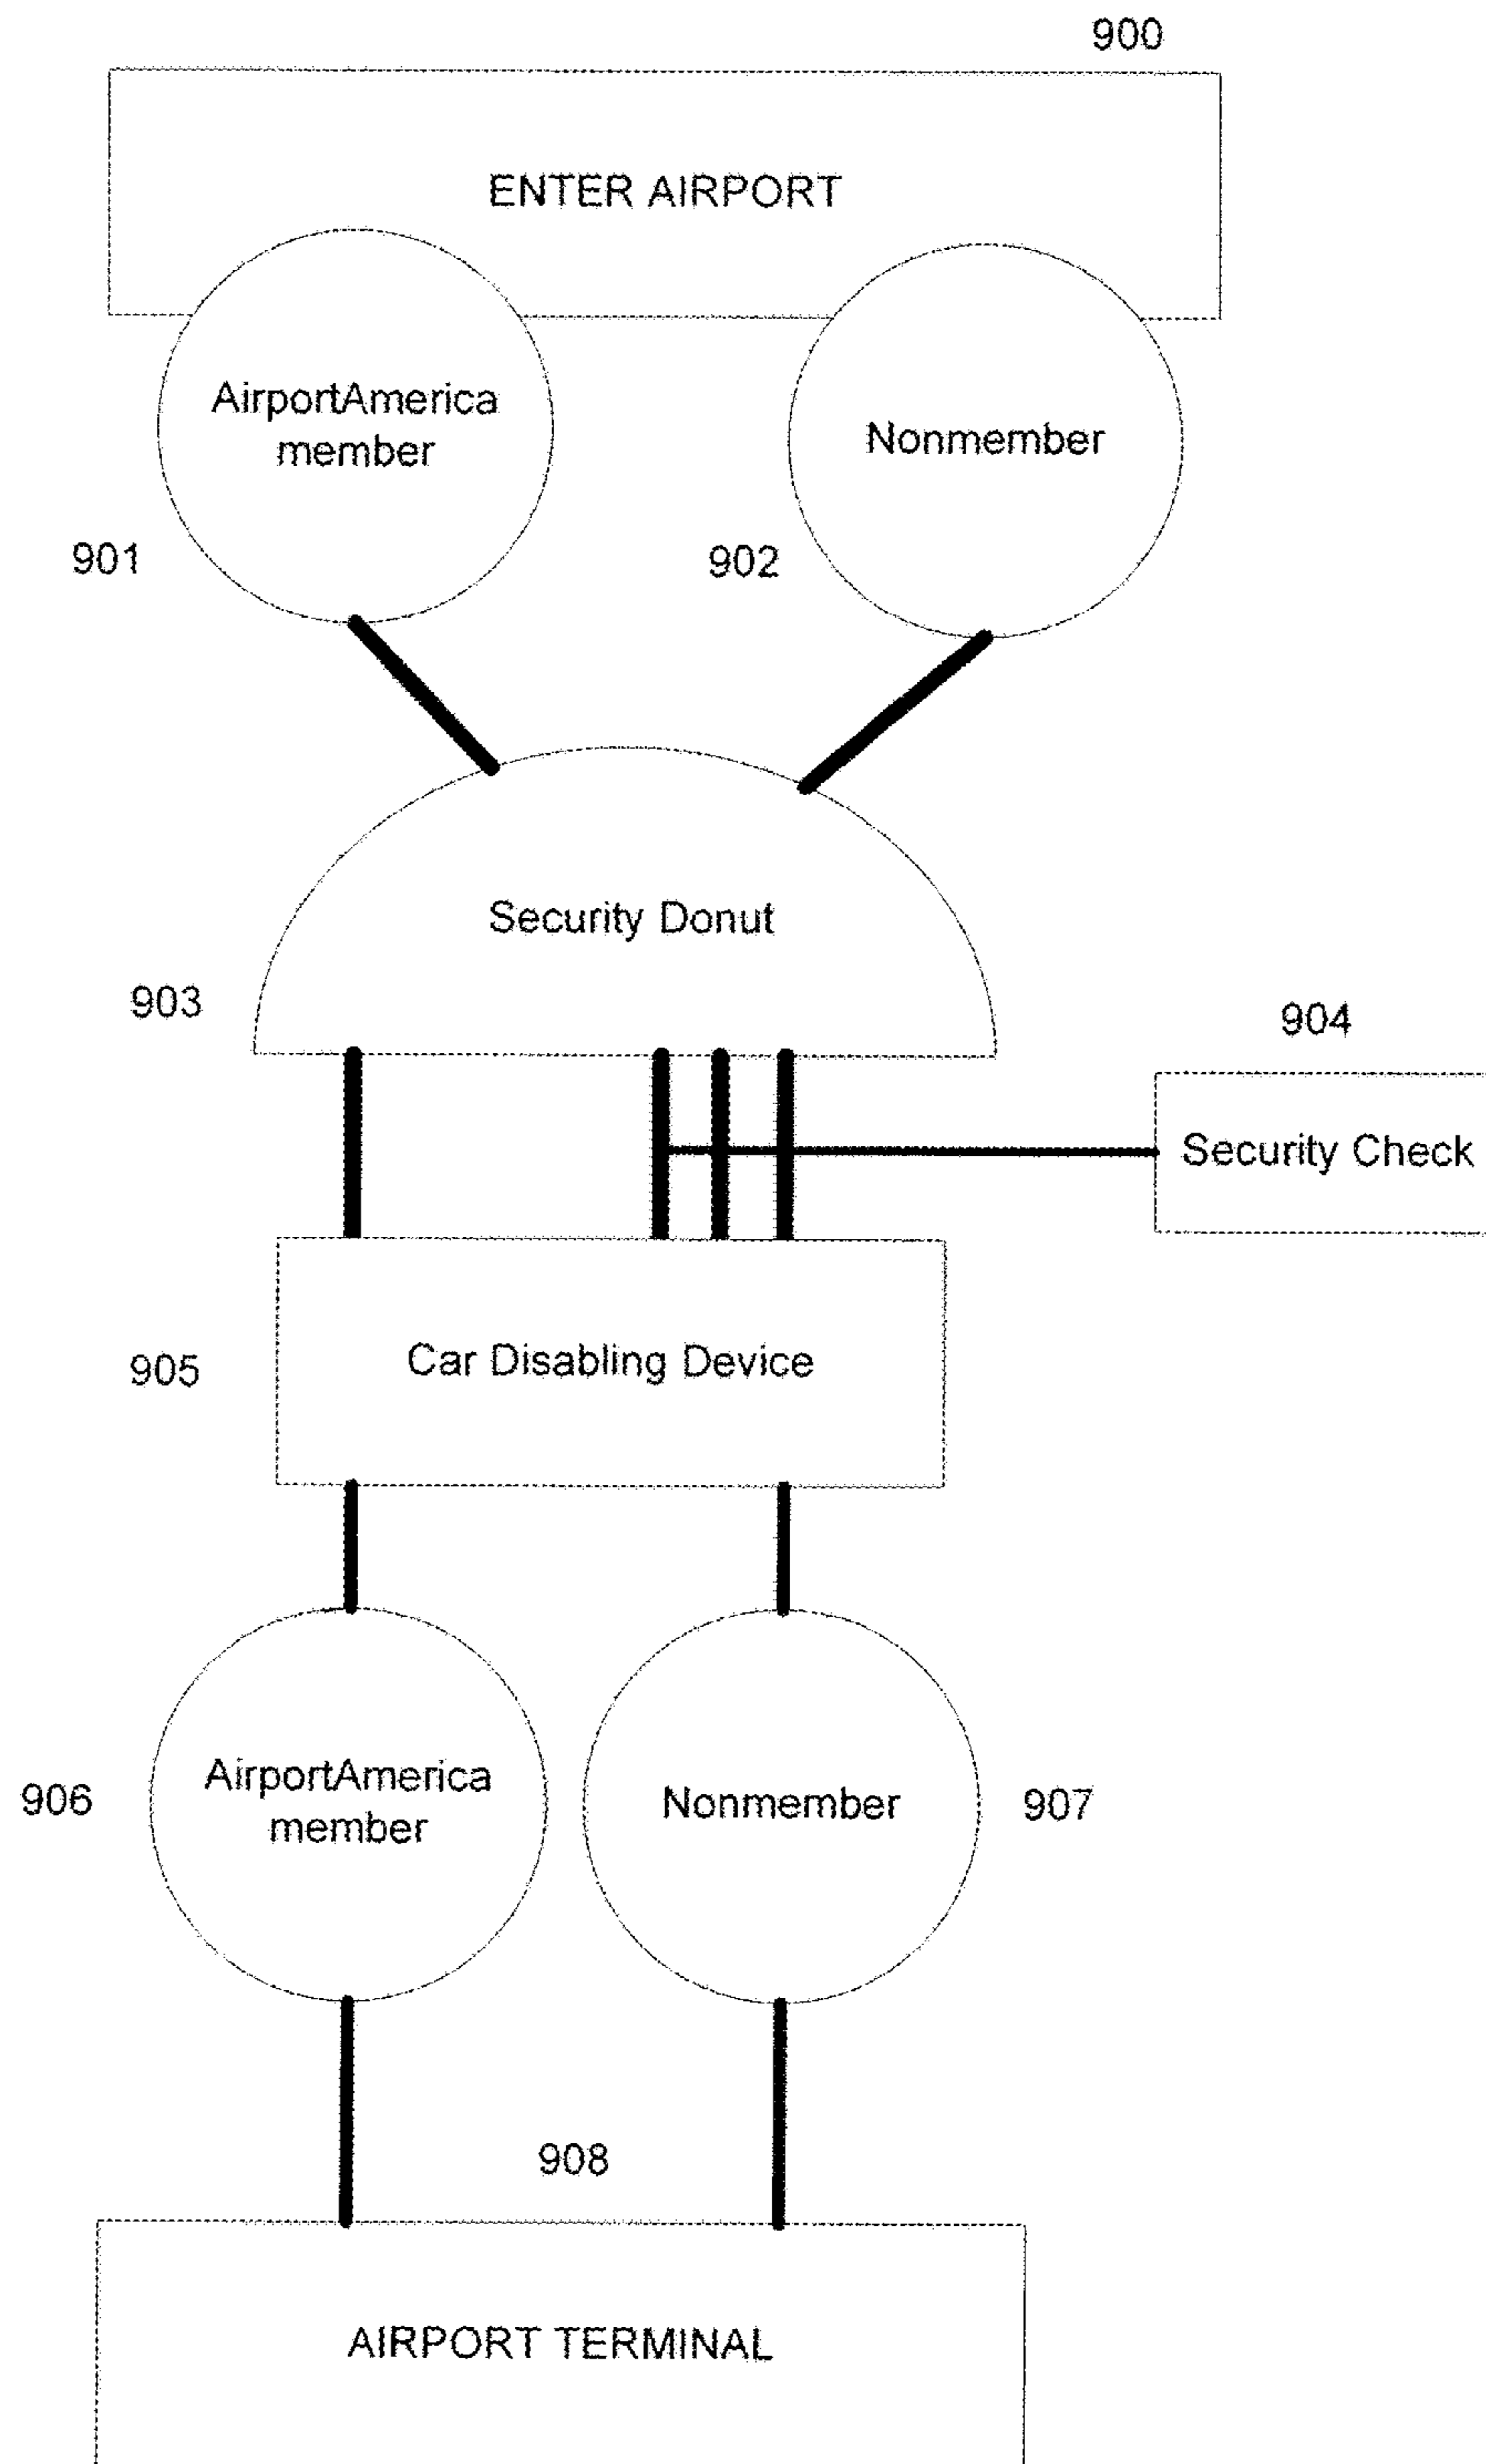 900
ENTER AIRPORT
AirportAmerica
member
Nonmember
901
902
Security Donut
903
904
Security Check
Car Disabling Device
905
AirportAmerica
member
906
Nonmember
907
908
AIRPORT TERMINAL